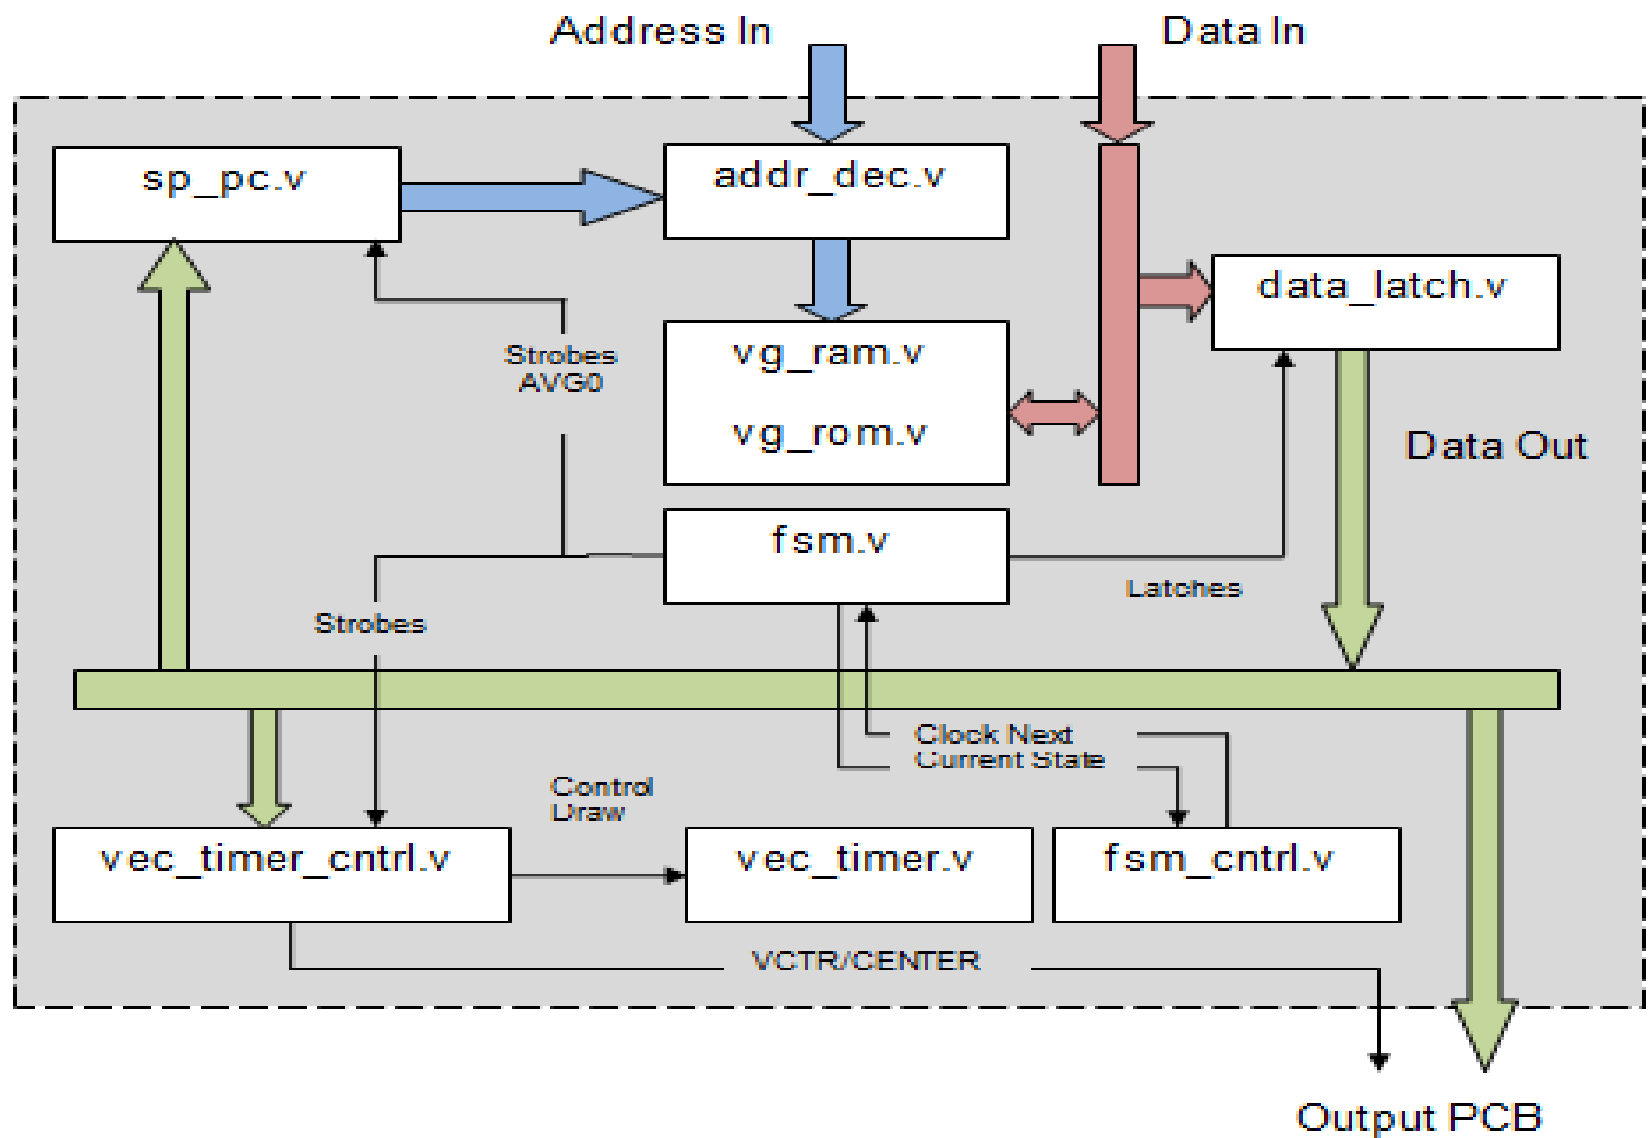 Address In
Data In
sp_pc.v
addr_dec.v
data_latch.v
Strobes
AVG0
vg_ram.v
vg_rom.v
Data Out
fsm.v
Latches
Strobes
Clock Next
Current State
Control
Draw
vec_timer_cntrl.v
vec_timer.v
fsm_cntrl.v
VCTR/CENTER
Output PCB